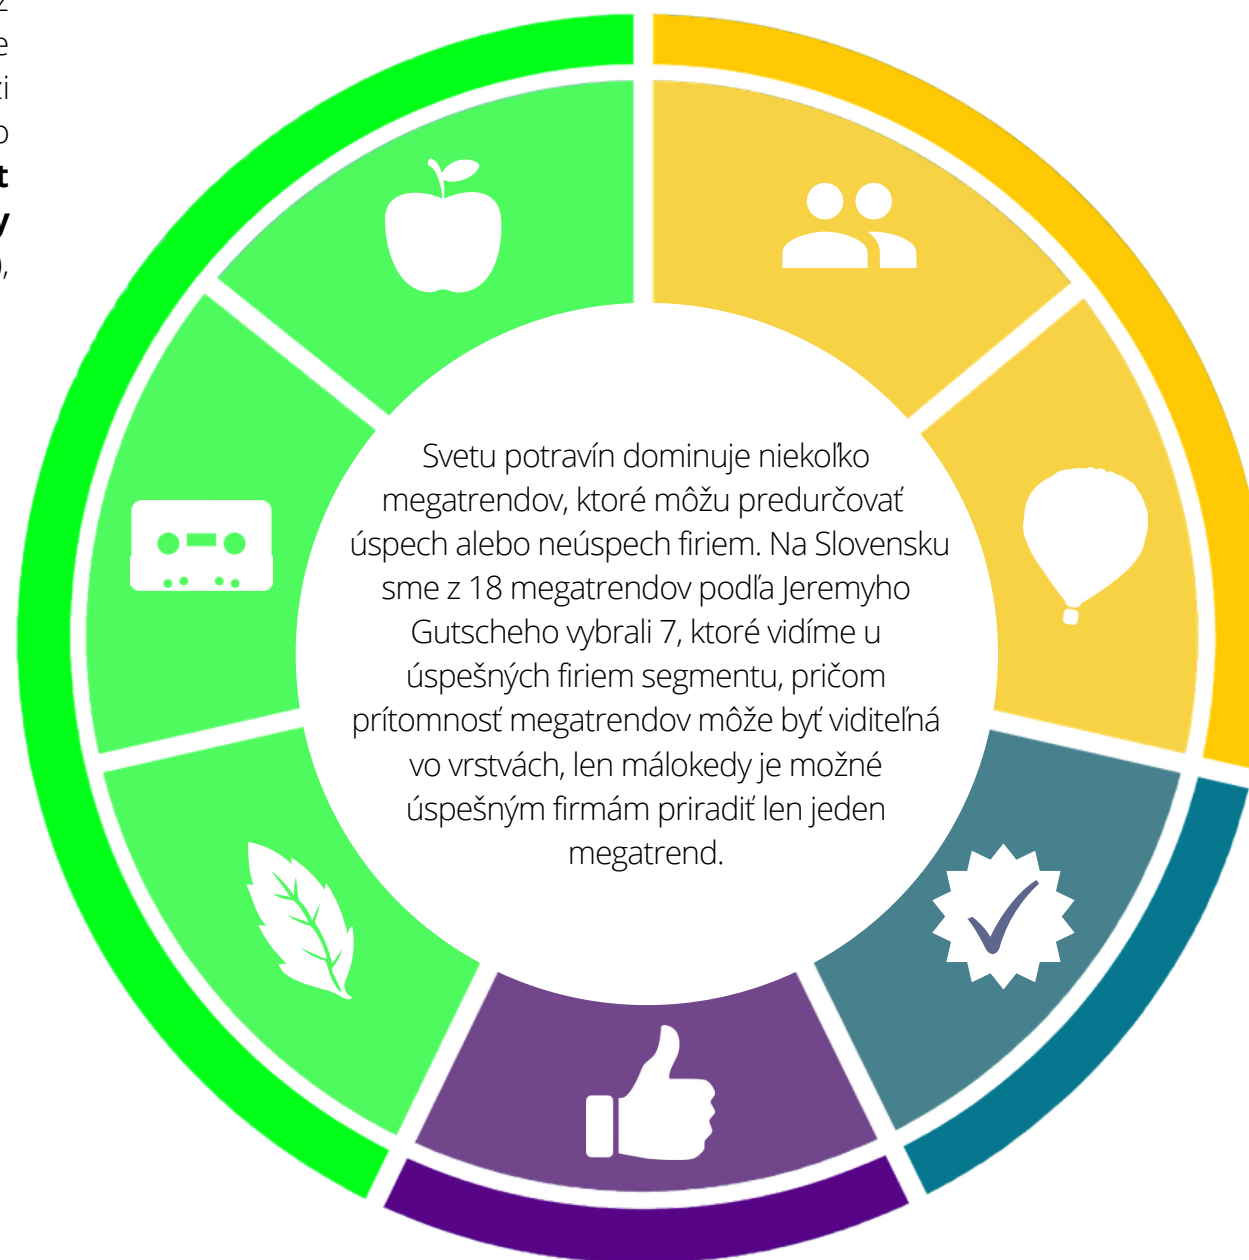 z
e
zi
o
t
y
),
Svetu potravín dominuje niekoľko
megatrendov, ktoré môžu predurčovať
úspech alebo neúspech firiem. Na Slovensku
sme z 18 megatrendov podľa Jeremyho
Gutscheho vybrali 7, ktoré vidíme u
úspešných firiem segmentu, pričom
prítomnosť megatrendov môže byť viditeľná
vo vrstvách, len málokedy je možné
úspešným firmám priradiť len jeden
megatrend.